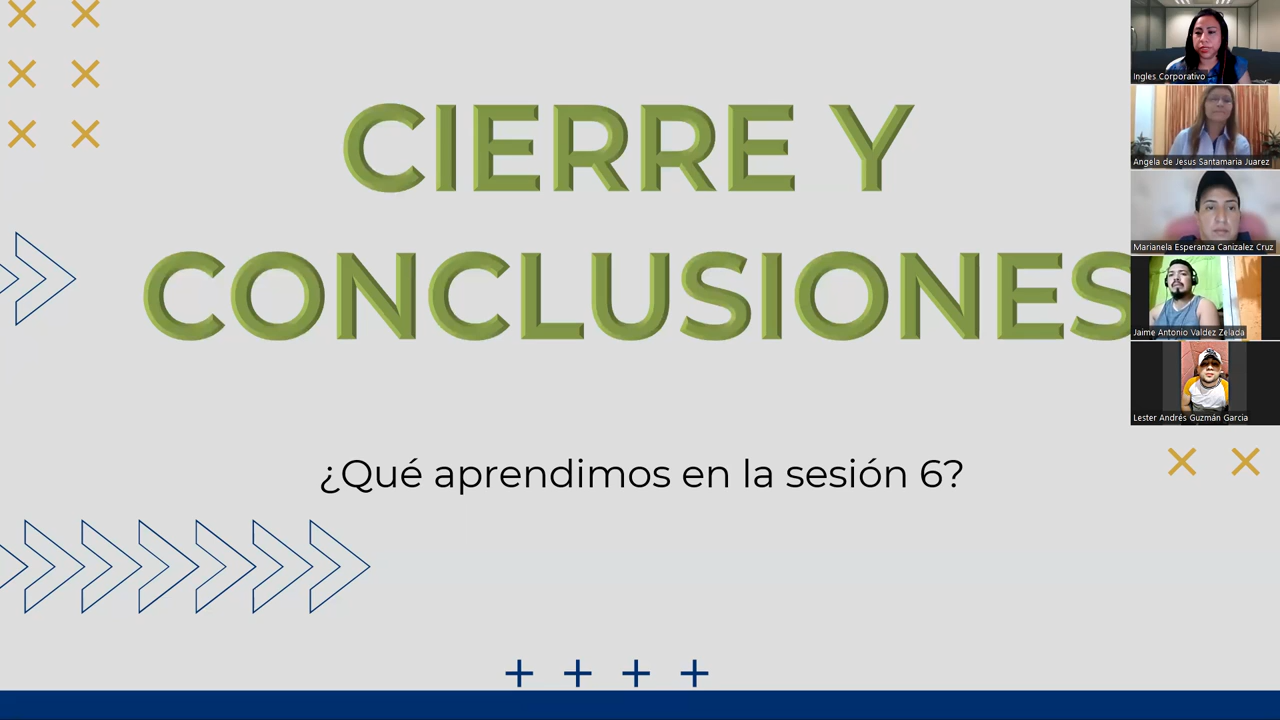 CIERRE Y
CONCLUSIONES
¿Qué aprendimos en la sesión 6?
Ingles Corporativo
Angela de Jesus Santamaria Juarez
Marianela Esperanza Canizalez Cruz
Jaime Antonio Valdez Zelada
Lester Andrés Guzmán Garcia